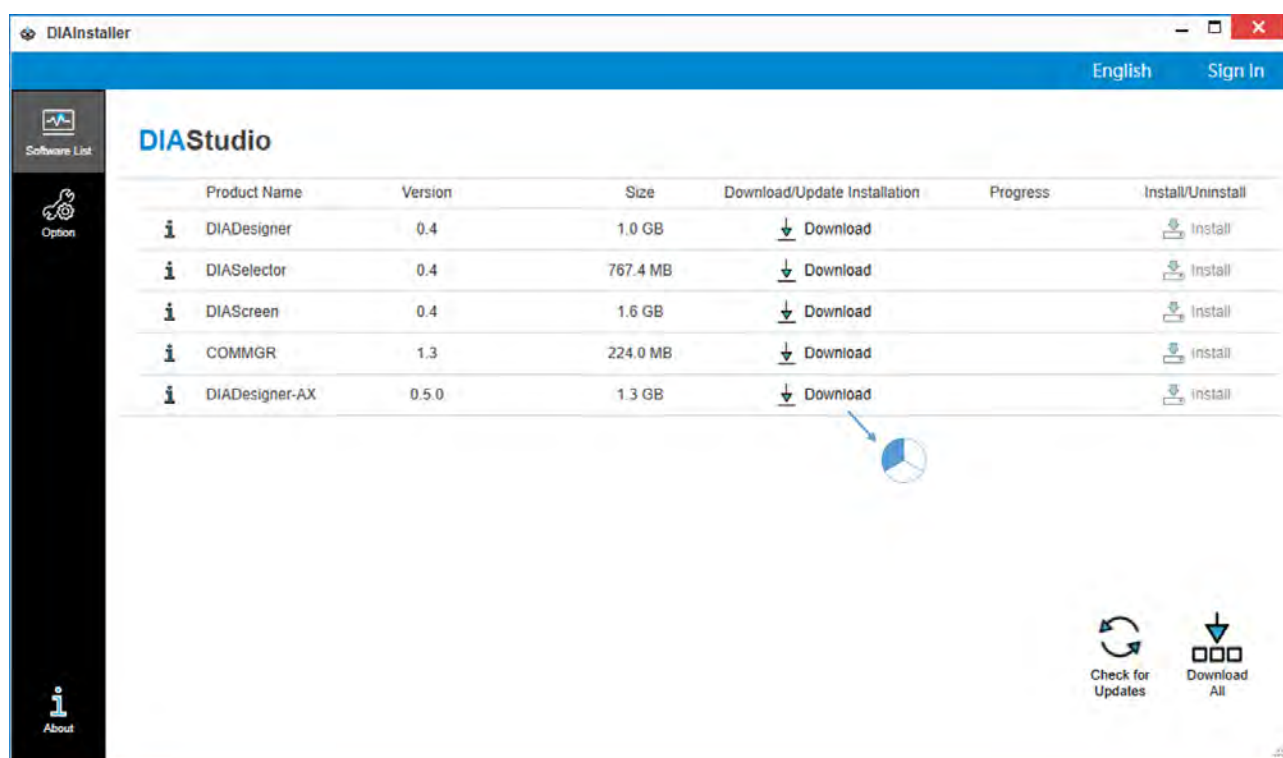 DIAInstaller
English Sign In
Software List
DIAStudio
Product Name Version Size Download/Update Installation Progress Install/Uninstall
Option
DIADesigner 0.4 1.0 GB Download Install
DIASelector 0.4 767.4 MB Download Install
DIAScreen 0.4 1.6 GB Download Install
COMMGR 1.3 224.0 MB Download Install
DIADesigner-AX 0.5.0 1.3 GB Download Install
Check for Updates
Download All
About